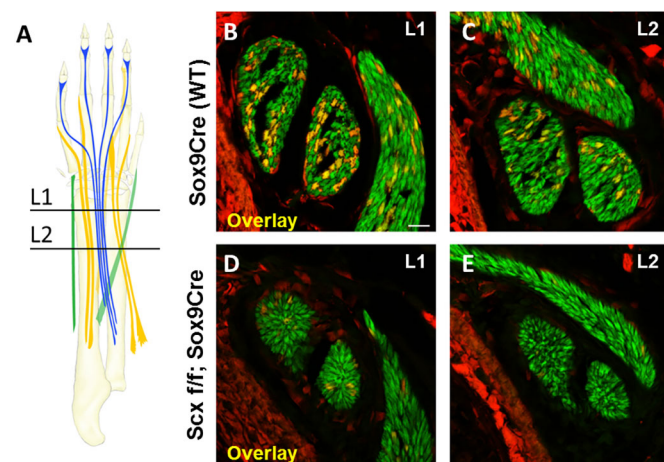 A
L1
L2
Sox9Cre (WT)
B
L1
Overlay
C
L2
Scx f/f; Sox9Cre
D
L1
Overlay
E
L2